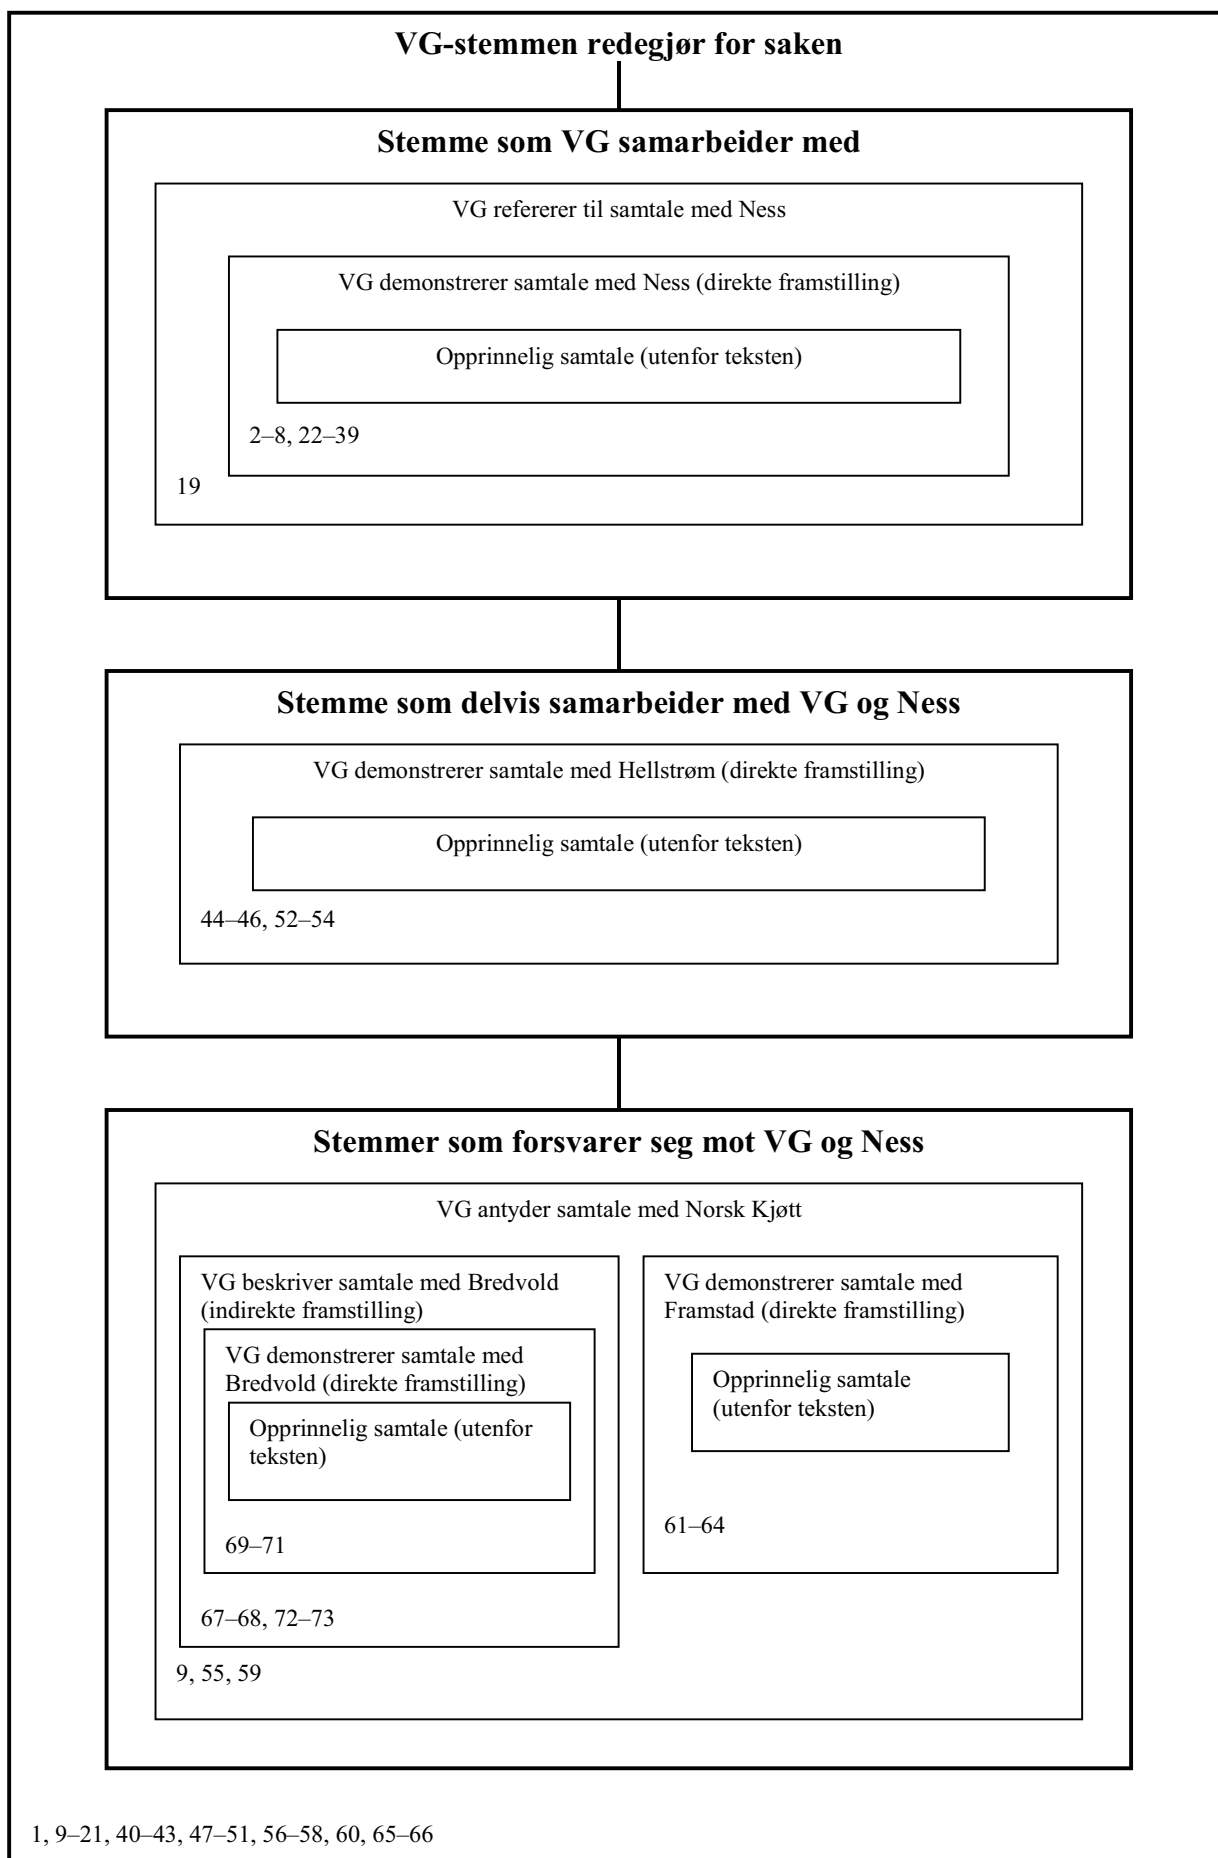 VG-stemmen redegjør for saken
Stemme som VG samarbeider med
VG refererer til samtale med Ness
VG demonstrerer samtale med Ness (direkte framstilling)
Opprinnelig samtale (utenfor teksten)
2–8, 22–39
19
Stemme som delvis samarbeider med VG og Ness
VG demonstrerer samtale med Hellstrøm (direkte framstilling)
Opprinnelig samtale (utenfor teksten)
44–46, 52–54
Stemmer som forsvarer seg mot VG og Ness
VG antyder samtale med Norsk Kjøtt
VG beskriver samtale med Bredvold
(indirekte framstilling)
VG demonstrerer samtale med
Bredvold (direkte framstilling)
Opprinnelig samtale (utenfor
teksten)
69–71
67–68, 72–73
VG demonstrerer samtale med
Framstad (direkte framstilling)
Opprinnelig samtale
(utenfor teksten)
61–64
9, 55, 59
1, 9–21, 40–43, 47–51, 56–58, 60, 65–66